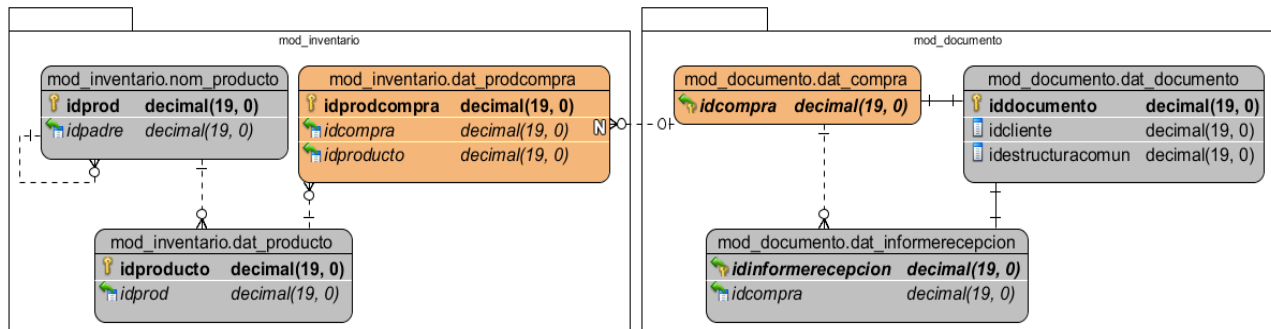 mod_inventario
mod_inventario.nom_producto
idprod decimal(19, 0)
idpadre decimal(19, 0)
mod_inventario.dat_prodcompra
idprodcompra decimal(19, 0)
idcompra decimal(19, 0)
idproducto decimal(19, 0)
N
mod_inventario.dat_producto
idproducto decimal(19, 0)
idprod decimal(19, 0)
mod_documento
mod_documento.dat_compra
idcompra decimal(19, 0)
mod_documento.dat_documento
iddocumento decimal(19, 0)
idcliente decimal(19, 0)
idestructuracomun decimal(19, 0)
mod_documento.dat_informerecepcion
idinformerecepcion decimal(19, 0)
idcompra decimal(19, 0)